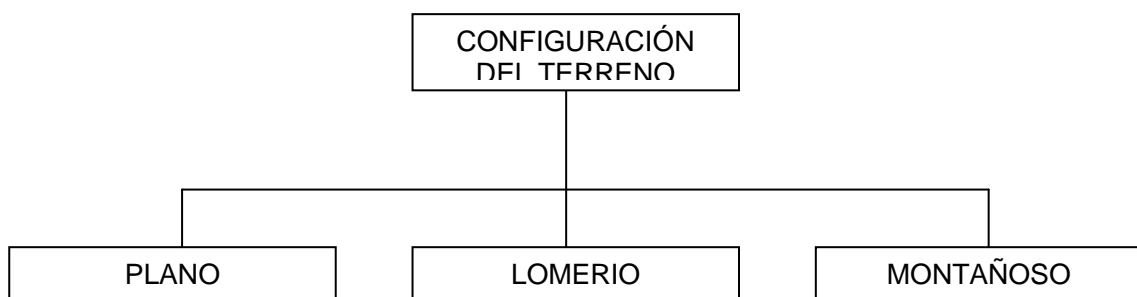 CONFIGURACIÓN
DEL TERRENO
PLANO
LOMERIO
MONTAÑOSO